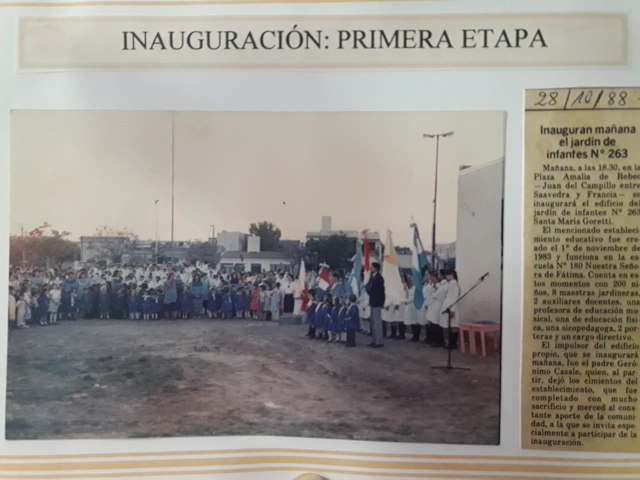 INAUGURACIÓN: PRIMERA ETAPA
28/10/88
Inauguran mañana
el jardín de
infantes N° 263
Mañana, a las 18.30, en la
Plaza Amalia de Rebec
—Juan del Campillo entre
Saavedra y Francia— se
inaugurará el edificio del
jardín de infantes N° 263
Santa María Goretti.
El mencionado estableci-
miento educativo fue cre-
ado el 1° de noviembre de
1983 y funciona en la es-
cuela N° 180 Nuestra Seño
ra de Fátima. Cuenta en es-
tos momentos con 200 ni-
ños, 8 maestras jardineras,
2 auxiliares docentes, una
profesora de educación mu-
sical, una de educación físi-
ca, una sicopedagoga, 2 por-
teras y un cargo directivo.
El impulsor del edificio
propio, que se inaugurará
mañana, fue el padre Geró-
nimo Casale, quien, al par-
tir, dejó los cimientos del
establecimiento, que fue
completado con mucho
sacrificio y merced al cons
tante aporte de la comuni-
dad, a la que se invita espe-
cialmente a participar de la
inauguración.